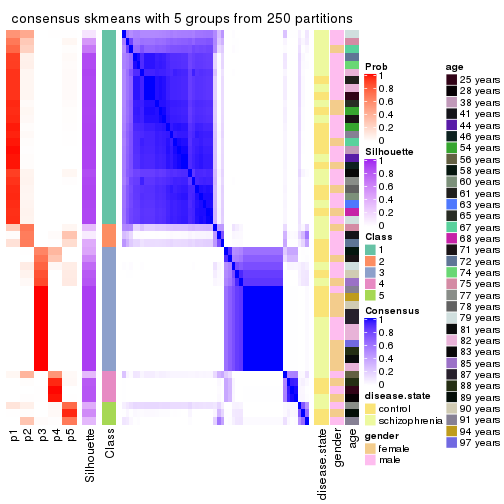 consensus skmeans with 5 groups from 250 partitions
p1
p2
p3
p4
p5
Silhouette
Class
disease.state
gender
age
Prob
1
0.8
0.6
0.4
0.2
0
Silhouette
1
0.8
0.6
0.4
0.2
0
Class
1
2
3
4
5
Consensus
1
0.8
0.6
0.4
0.2
0
disease.state
control
schizophrenia
gender
female
male
age
25 years
28 years
38 years
41 years
44 years
46 years
54 years
56 years
58 years
60 years
61 years
63 years
65 years
67 years
68 years
71 years
72 years
74 years
75 years
77 years
78 years
79 years
81 years
82 years
83 years
85 years
87 years
88 years
89 years
90 years
91 years
94 years
97 years